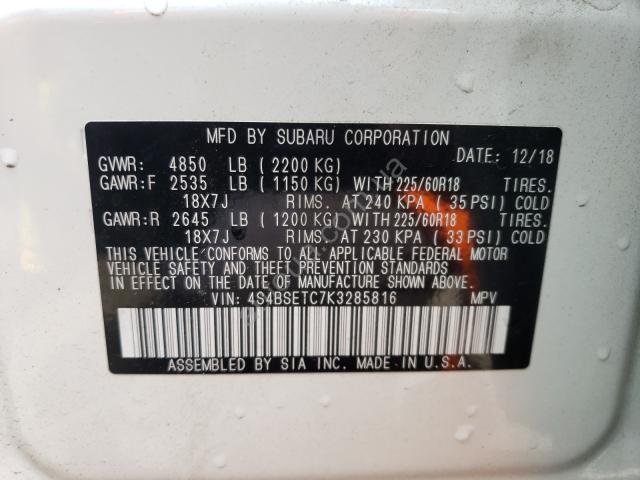 MFD BY SUBARU CORPORATION
DATE: 12/18
GVWR: 4850 LB (2200 KG)
GAWR:F 2535 LB (1150 KG) WITH 225/60R18 TIRES.
18X7J RIMS. AT 240 KPA (35 PSI) COLD
GAWR:R 2645 LB (1200 KG) WITH 225/60R18 TIRES.
18X7J RIMS. AT 230 KPA (33 PSI) COLD
THIS VEHICLE CONFORMS TO ALL APPLICABLE FEDERAL MOTOR
VEHICLE SAFETY AND THEFT PREVENTION STANDARDS
IN EFFECT ON THE DATE OF MANUFACTURE SHOWN ABOVE.
VIN: 4S4BSETC7K3285816 MPV
ASSEMBLED BY SIA INC. MADE IN U.S.A.